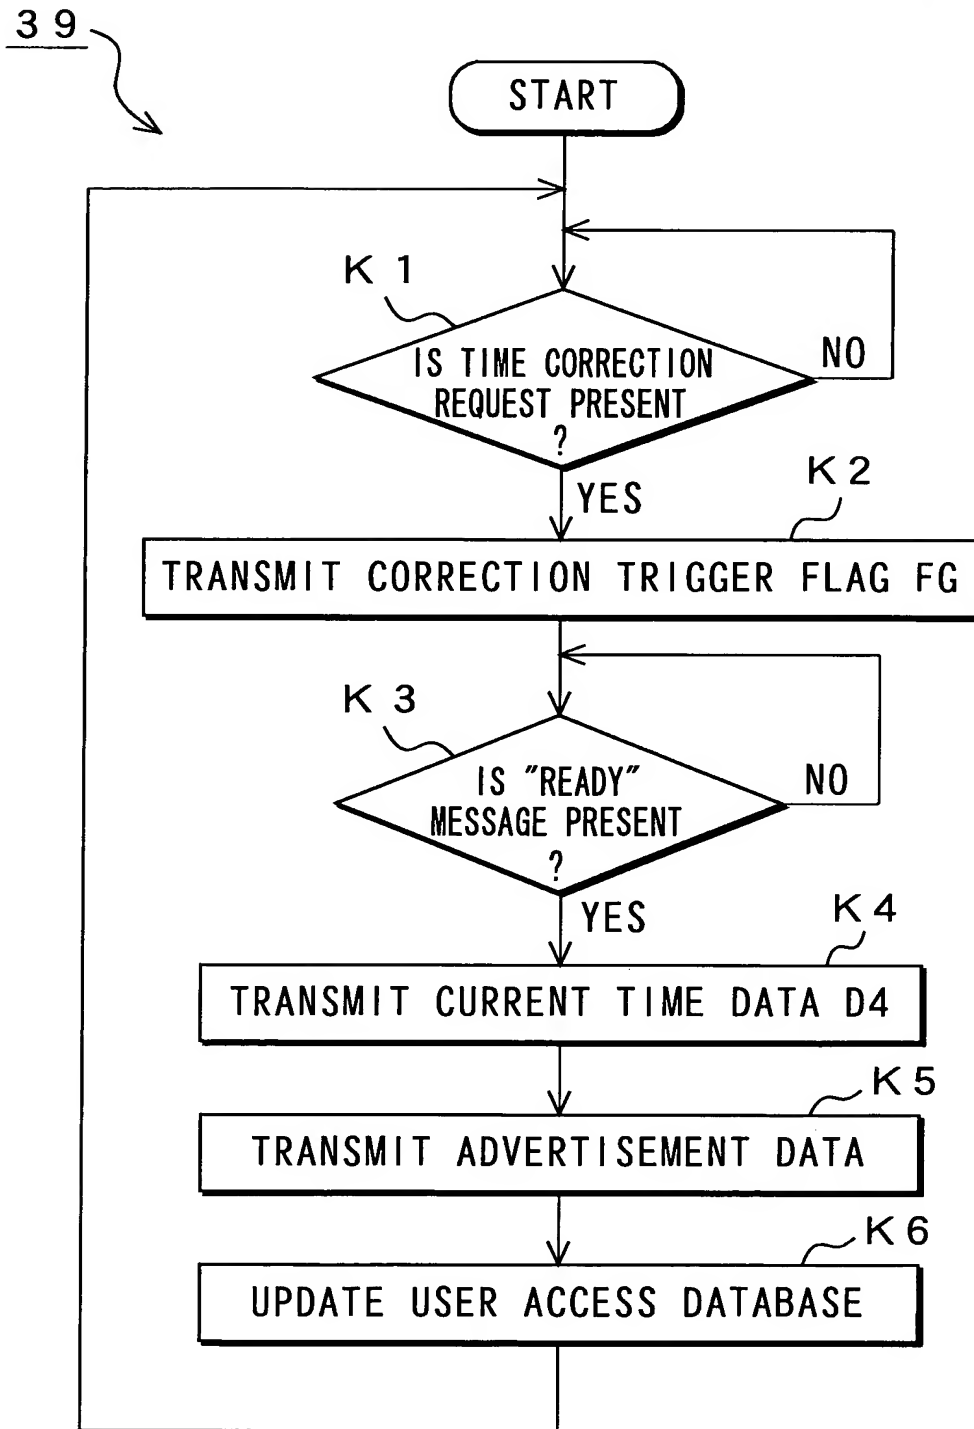 39
START
K1
IS TIME CORRECTION
REQUEST PRESENT
?
NO
YES
K2
TRANSMIT CORRECTION TRIGGER FLAG FG
K3
IS "READY"
MESSAGE PRESENT
?
NO
YES
K4
TRANSMIT CURRENT TIME DATA D4
K5
TRANSMIT ADVERTISEMENT DATA
K6
UPDATE USER ACCESS DATABASE